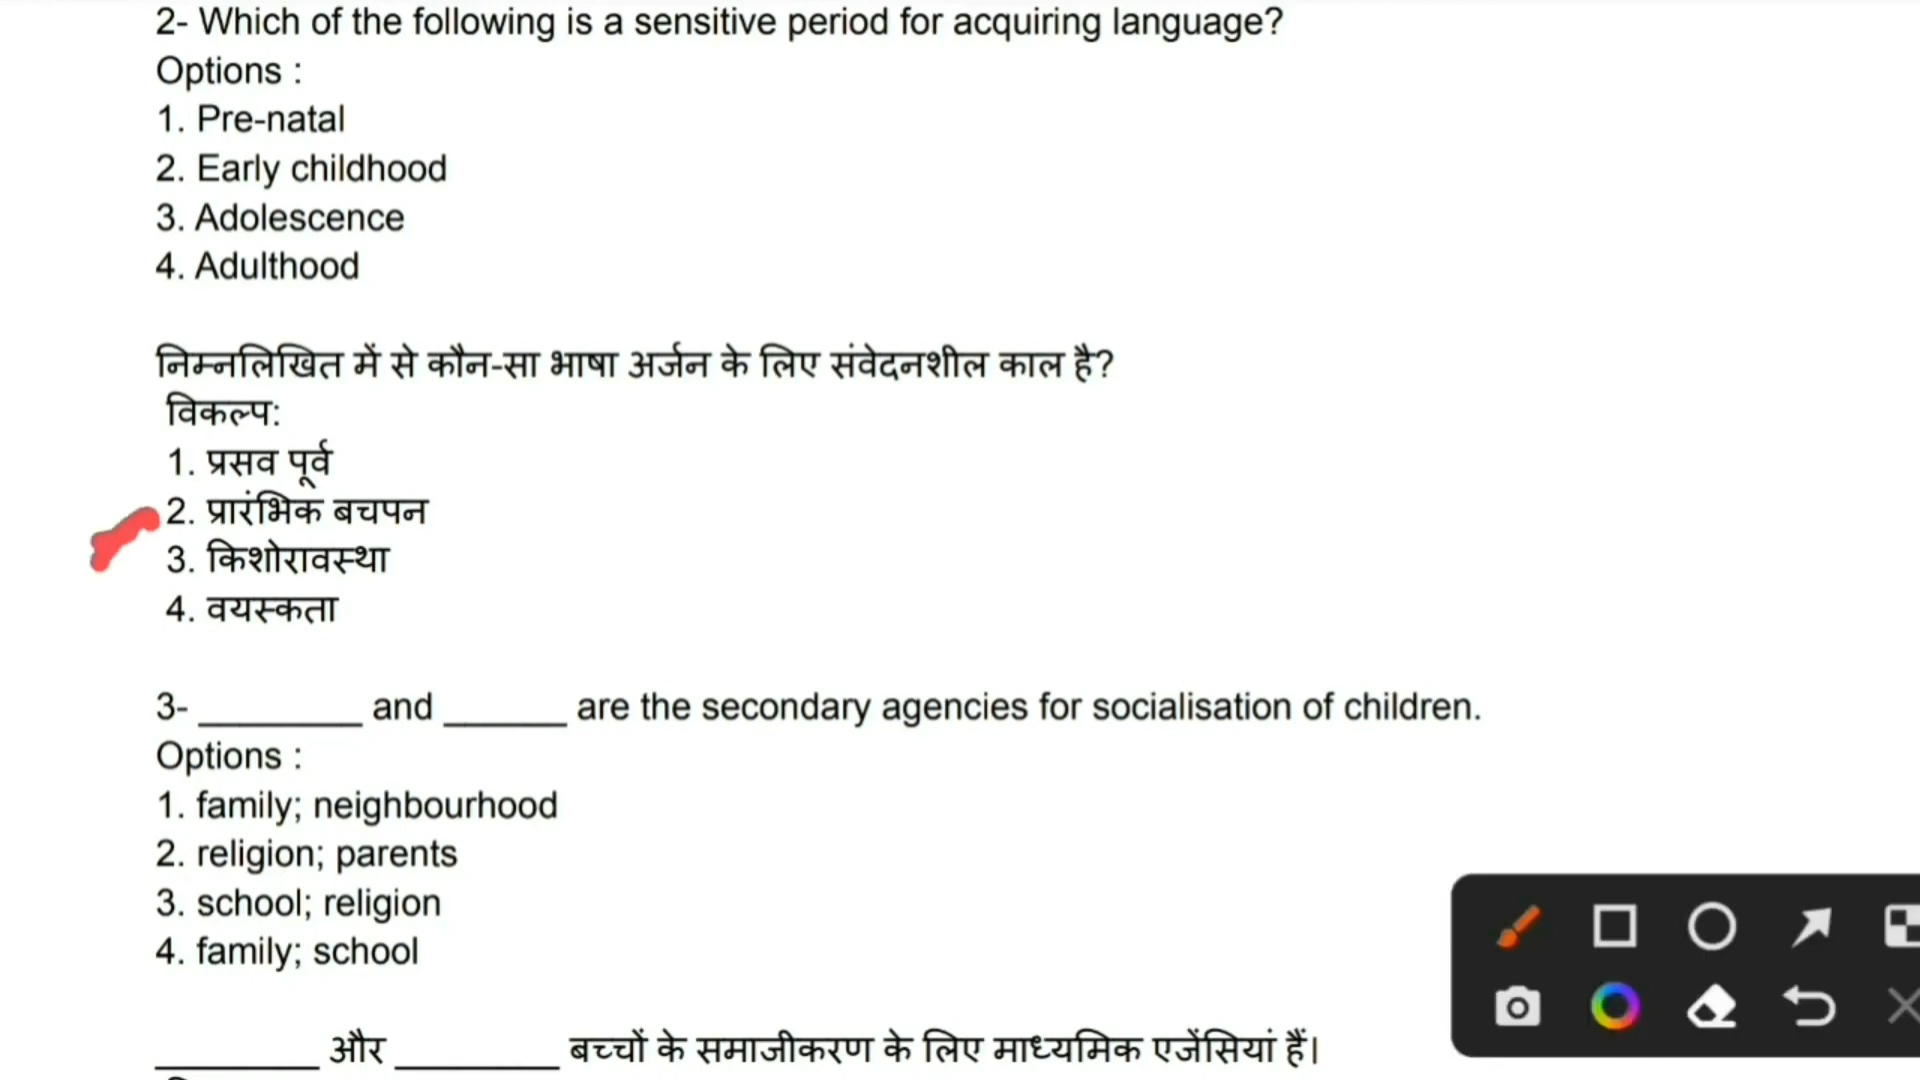 2- Which of the following is a sensitive period for acquiring language?
Options :
1. Pre-natal
2. Early childhood
3. Adolescence
4. Adulthood
निम्नलिखित में से कौन-सा भाषा अर्जन के लिए संवेदनशील काल है?
विकल्प:
1. प्रसव पूर्व
2. प्रारंभिक बचपन
3. किशोरावस्था
4. वयस्कता
3- ________ and ______ are the secondary agencies for socialisation of children.
Options :
1. family; neighbourhood
2. religion; parents
3. school; religion
4. family; school
________ और ________ बच्चों के समाजीकरण के लिए माध्यमिक एजेंसियां हैं।